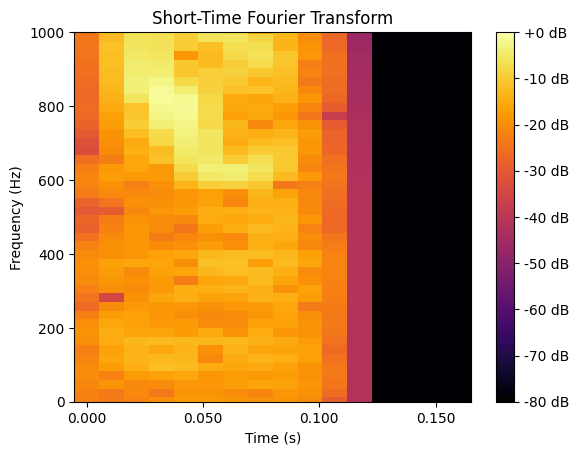 Short-Time Fourier Transform
1000
800
600
400
200
0
Frequency (Hz)
0.000
0.050
0.100
0.150
Time (s)
+0 dB
-10 dB
-20 dB
-30 dB
-40 dB
-50 dB
-60 dB
-70 dB
-80 dB